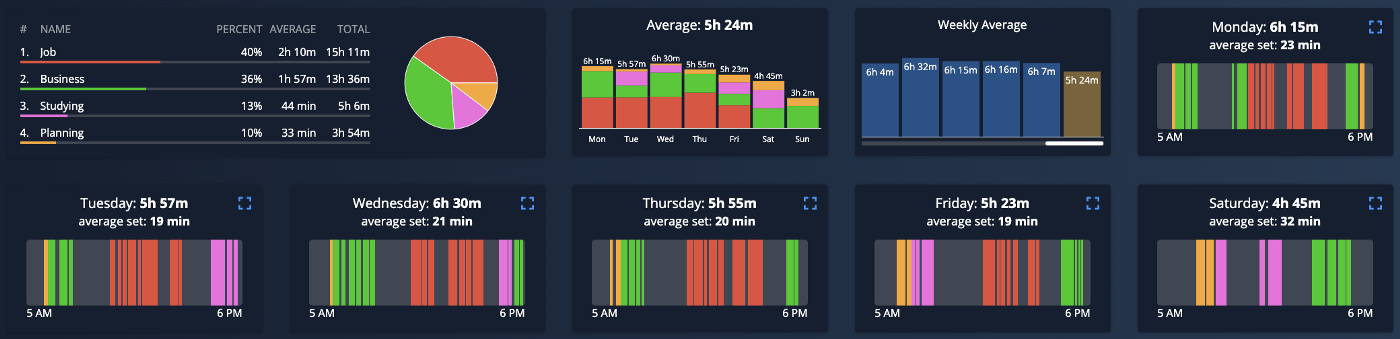 # NAME PERCENT AVERAGE TOTAL
1. Job 40% 2h 10m 15h 11m
2. Business 36% 1h 57m 13h 36m
3. Studying 13% 44 min 5h 6m
4. Planning 10% 33 min 3h 54m
Average: 5h 24m
6h 15m 5h 57m 6h 30m 5h 55m 5h 23m 4h 45m 3h 2m
Mon Tue Wed Thu Fri Sat Sun
Weekly Average
6h 4m 6h 32m 6h 15m 6h 16m 6h 7m 5h 24m
Monday: 6h 15m
average set: 23 min
5 AM 6 PM
Tuesday: 5h 57m
average set: 19 min
5 AM 6 PM
Wednesday: 6h 30m
average set: 21 min
5 AM 6 PM
Thursday: 5h 55m
average set: 20 min
5 AM 6 PM
Friday: 5h 23m
average set: 19 min
5 AM 6 PM
Saturday: 4h 45m
average set: 32 min
5 AM 6 PM